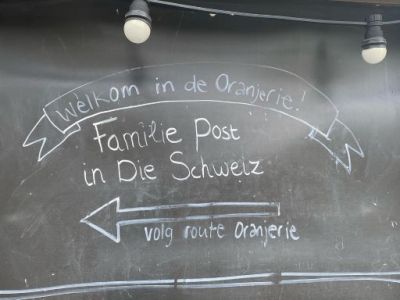 Welkom in de Oranjerie!
Familie Post
in Die Schweiz
volg route Oranjerie